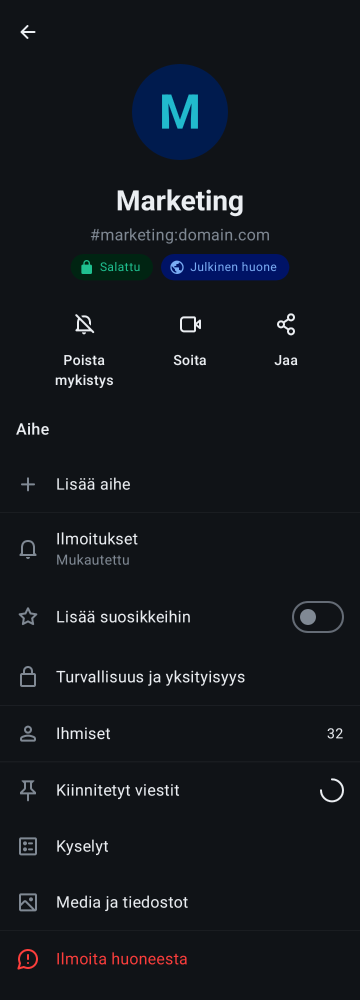 M
Marketing
#marketing:domain.com
Salattu
Julkinen huone
Poista
mykistys
Soita
Jaa
Aihe
Lisää aihe
Ilmoitukset
Mukautettu
Lisää suosikkeihin
Turvallisuus ja yksityisyys
Ihmiset 32
Kiinnitetyt viestit
Kyselyt
Media ja tiedostot
Ilmoita huoneesta